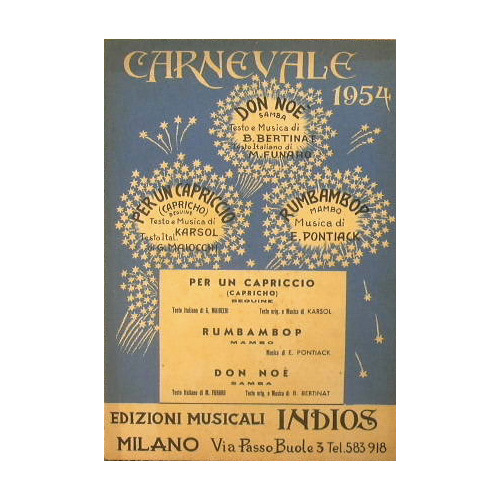 CARNEVALE
1954
DON NOÈ
SAMBA
Testo e Musica di
B. BERTINAT
Testo Italiano di
M. FUNARO
PER UN CAPRICCIO
(CAPRICHO)
BEGUINE
Testo e Musica di
KARSOL
Testo Ital.
di G. MAIOCCHI
RUMBAMBOP
MAMBO
Musica di
E. PONTIACK
PER UN CAPRICCIO
(CAPRICHO)
BEGUINE
Testo Italiano di G. MAIOCCHI Testo orig. e Musica di KARSOL
RUMBAMBOP
MAMBO
Musica di E. PONTIACK
DON NOÈ
SAMBA
Testo Italiano di M. FUNARO Testo orig. e Musica di B. BERTINAT
EDIZIONI MUSICALI INDIOS
MILANO Via Passo Buole 3 Tel. 583 918